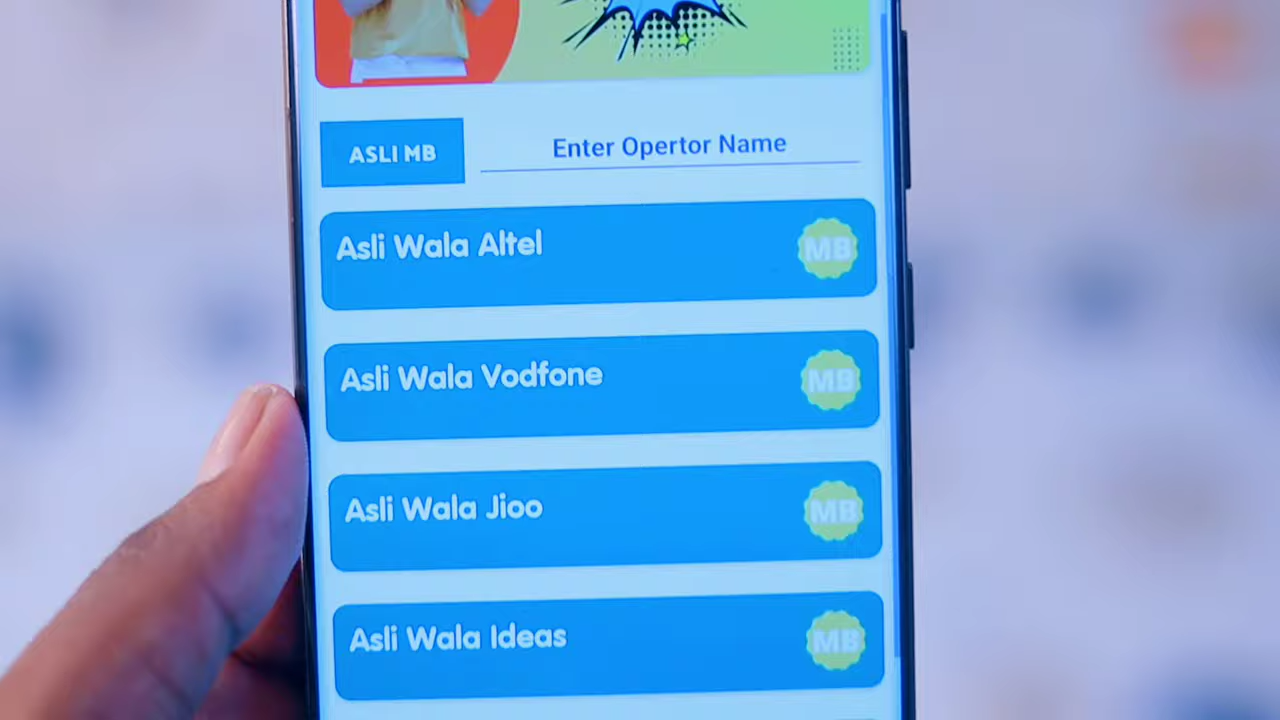 ASLI MB
Enter Opertor Name
Asli Wala Altel
MB
Asli Wala Vodfone
MB
Asli Wala Jioo
MB
Asli Wala Ideas
MB